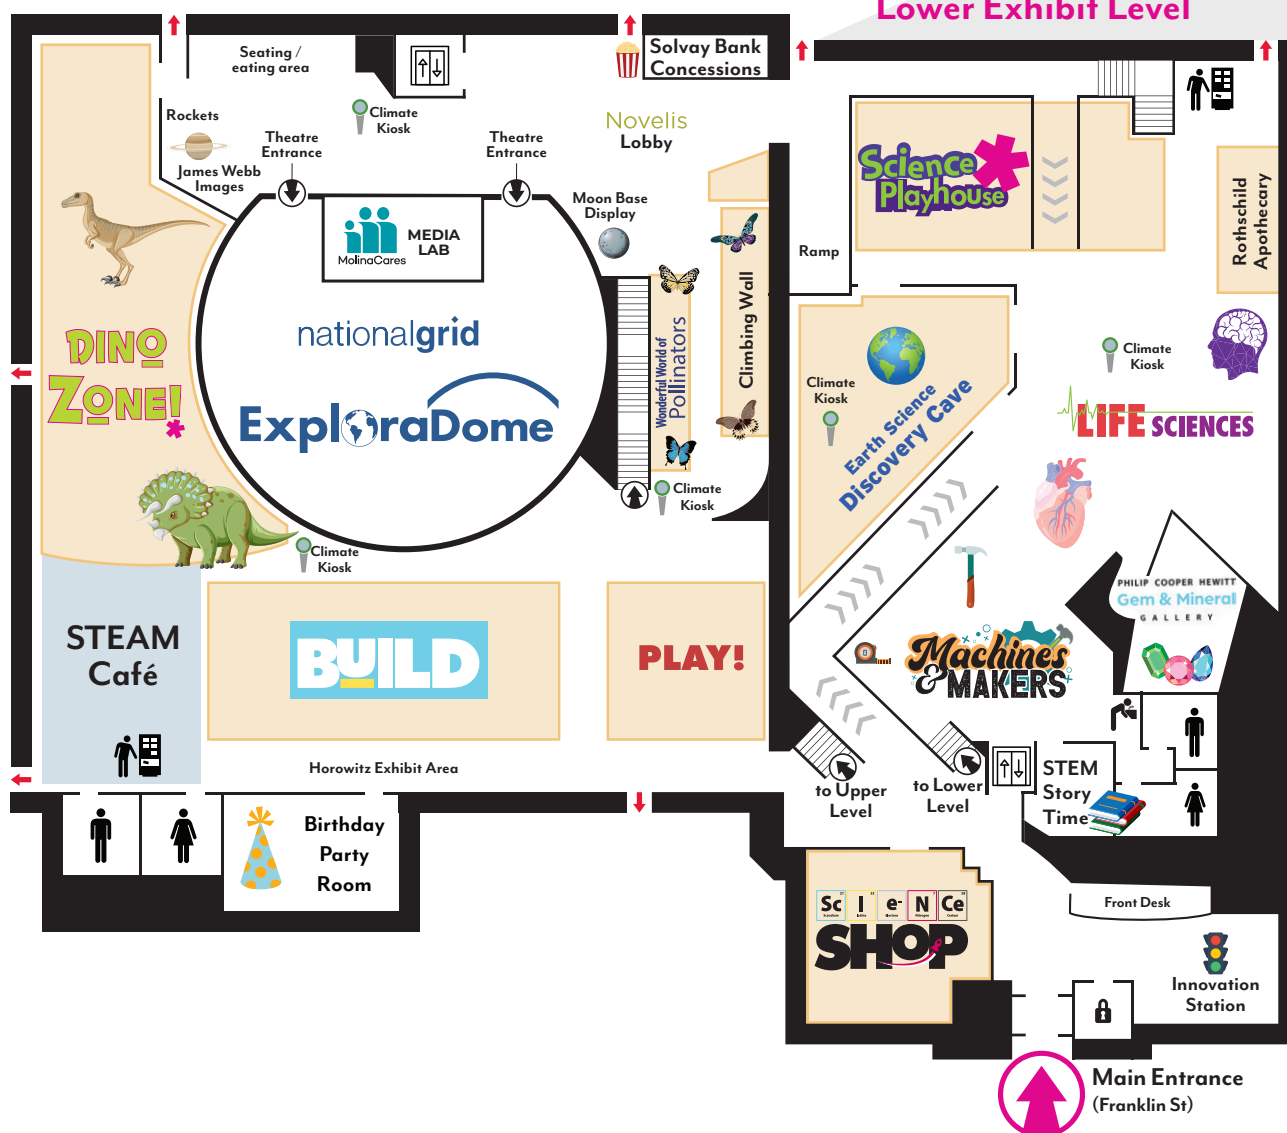 Lower Exhibit Level
Seating /
eating area
Solvay Bank
Concessions
Climate
Kiosk
Rockets
James Webb
Images
Theatre
Entrance
Theatre
Entrance
Novelis
Lobby
Moon Base
Display
MolinaCares
MEDIA
LAB
Science
Playhouse
Ramp
Rothschild
Apothecary
nationalgrid
ExploraDome
DINO
ZONE!
Wonderful World of
Pollinators
Climbing Wall
Climate
Kiosk
Climate
Kiosk
Earth Science
Discovery Cave
Climate
Kiosk
LIFE SCIENCES
Climate
Kiosk
Climate
Kiosk
STEAM
Café
BUILD
PLAY!
Machines
& MAKERS
PHILIP COOPER HEWITT
Gem & Mineral
GALLERY
Horowitz Exhibit Area
to Upper
Level
to Lower
Level
STEM
Story
Time
Birthday
Party
Room
Sc I e- N Ce
SHOP
Front Desk
Innovation
Station
Main Entrance
(Franklin St)